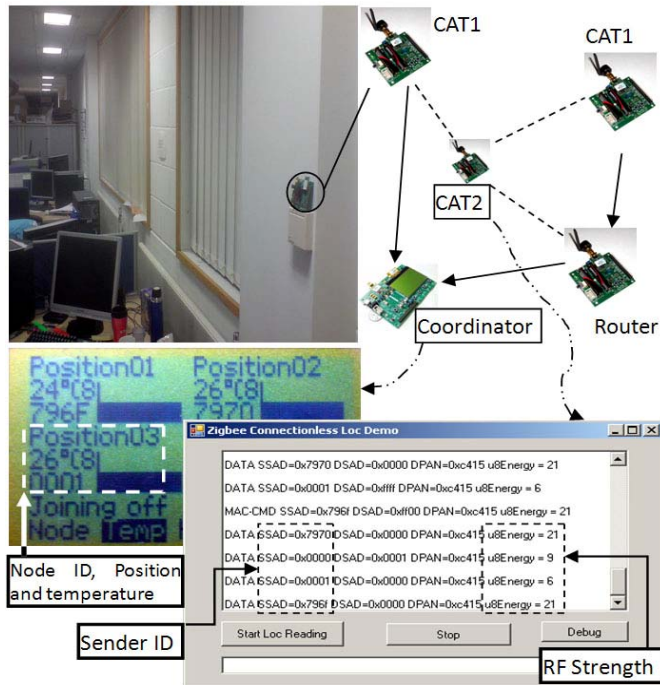 CAT1
CAT1
CAT2
Coordinator
Router
Position01 Position02
24°(8| 26°(8|
796F 7970
Position03
26°(8|
0001
Joining off
Node Temp
Node ID, Position and temperature
Zigbee Connectionless Loc Demo
DATA SSAD=0x7970 DSAD=0x0000 DPAN=0xc415 u8Energy = 21
DATA SSAD=0x0001 DSAD=0xffff DPAN=0xc415 u8Energy = 6
MAC-CMD SSAD=0x796f DSAD=0xff00 DPAN=0xc415 u8Energy = 21
DATA SSAD=0x7970 DSAD=0x0000 DPAN=0xc415 u8Energy = 21
DATA SSAD=0x0000 DSAD=0x0001 DPAN=0xc415 u8Energy = 9
DATA SSAD=0x0001 DSAD=0x0000 DPAN=0xc415 u8Energy = 6
DATA SSAD=0x796f DSAD=0x0000 DPAN=0xc415 u8Energy = 21
Sender ID
Start Loc Reading Stop Debug
RF Strength